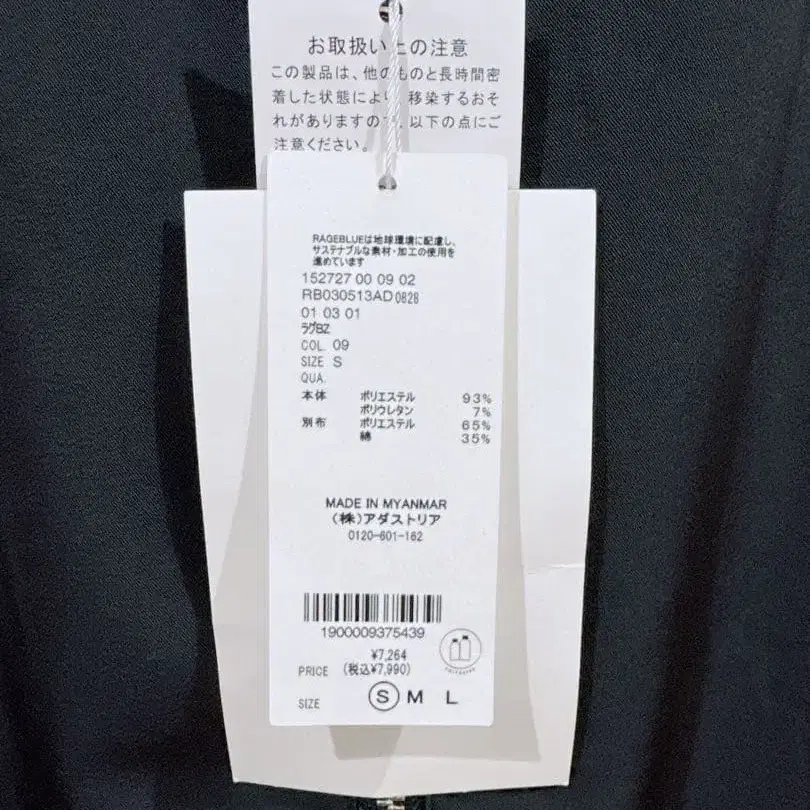 お取扱い上の注意
この製品は、他のものと長時間密
着した状態により 移染するおそ
れがありますので、以下の点にご
注意ください。
RAGEBLUEは地球環境に配慮し、
サステナブルな素材・加工の使用を
進めています
152727 00 09 02
RB030513AD0828
01 03 01
ラグBZ
COL. 09
SIZE S
QUA.
本体 ポリエステル 93%
ポリウレタン 7%
別布 ポリエステル 65%
綿 35%
MADE IN MYANMAR
(株)アダストリア
0120-601-162
1900009375439
¥7,264
PRICE (税込¥7,990)
SIZE S M L